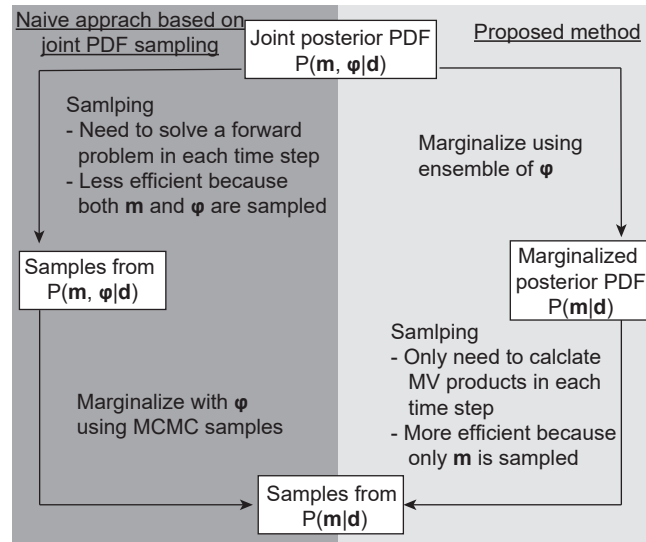 Naive apprach based on
joint PDF sampling
Joint posterior PDF
P(m, φ|d)
Proposed method
Samlping
- Need to solve a forward
problem in each time step
- Less efficient because
both m and φ are sampled
Marginalize using
ensemble of φ
Samples from
P(m, φ|d)
Marginalized
posterior PDF
P(m|d)
Marginalize with φ
using MCMC samples
Samlping
- Only need to calclate
MV products in each
time step
- More efficient because
only m is sampled
Samples from
P(m|d)